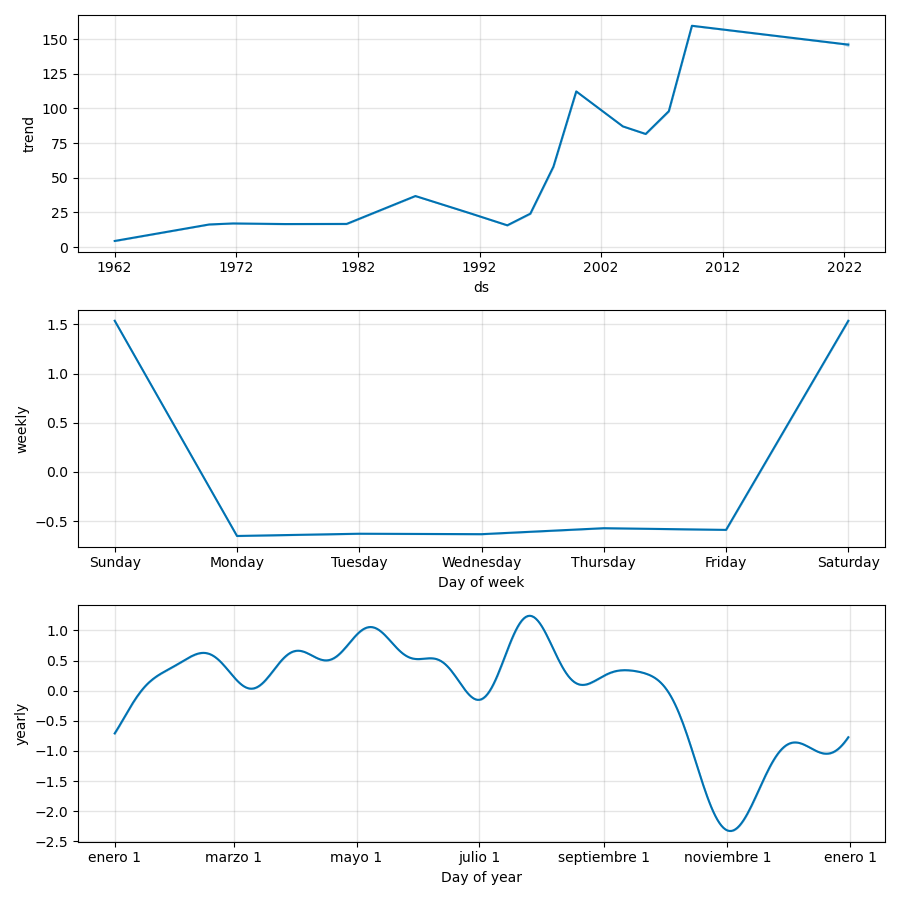 trend
150
125
100
75
50
25
0
1962 1972 1982 1992 2002 2012 2022
ds
weekly
1.5
1.0
0.5
0.0
−0.5
Sunday Monday Tuesday Wednesday Thursday Friday Saturday
Day of week
yearly
1.0
0.5
0.0
−0.5
−1.0
−1.5
−2.0
−2.5
enero 1 marzo 1 mayo 1 julio 1 septiembre 1 noviembre 1 enero 1
Day of year